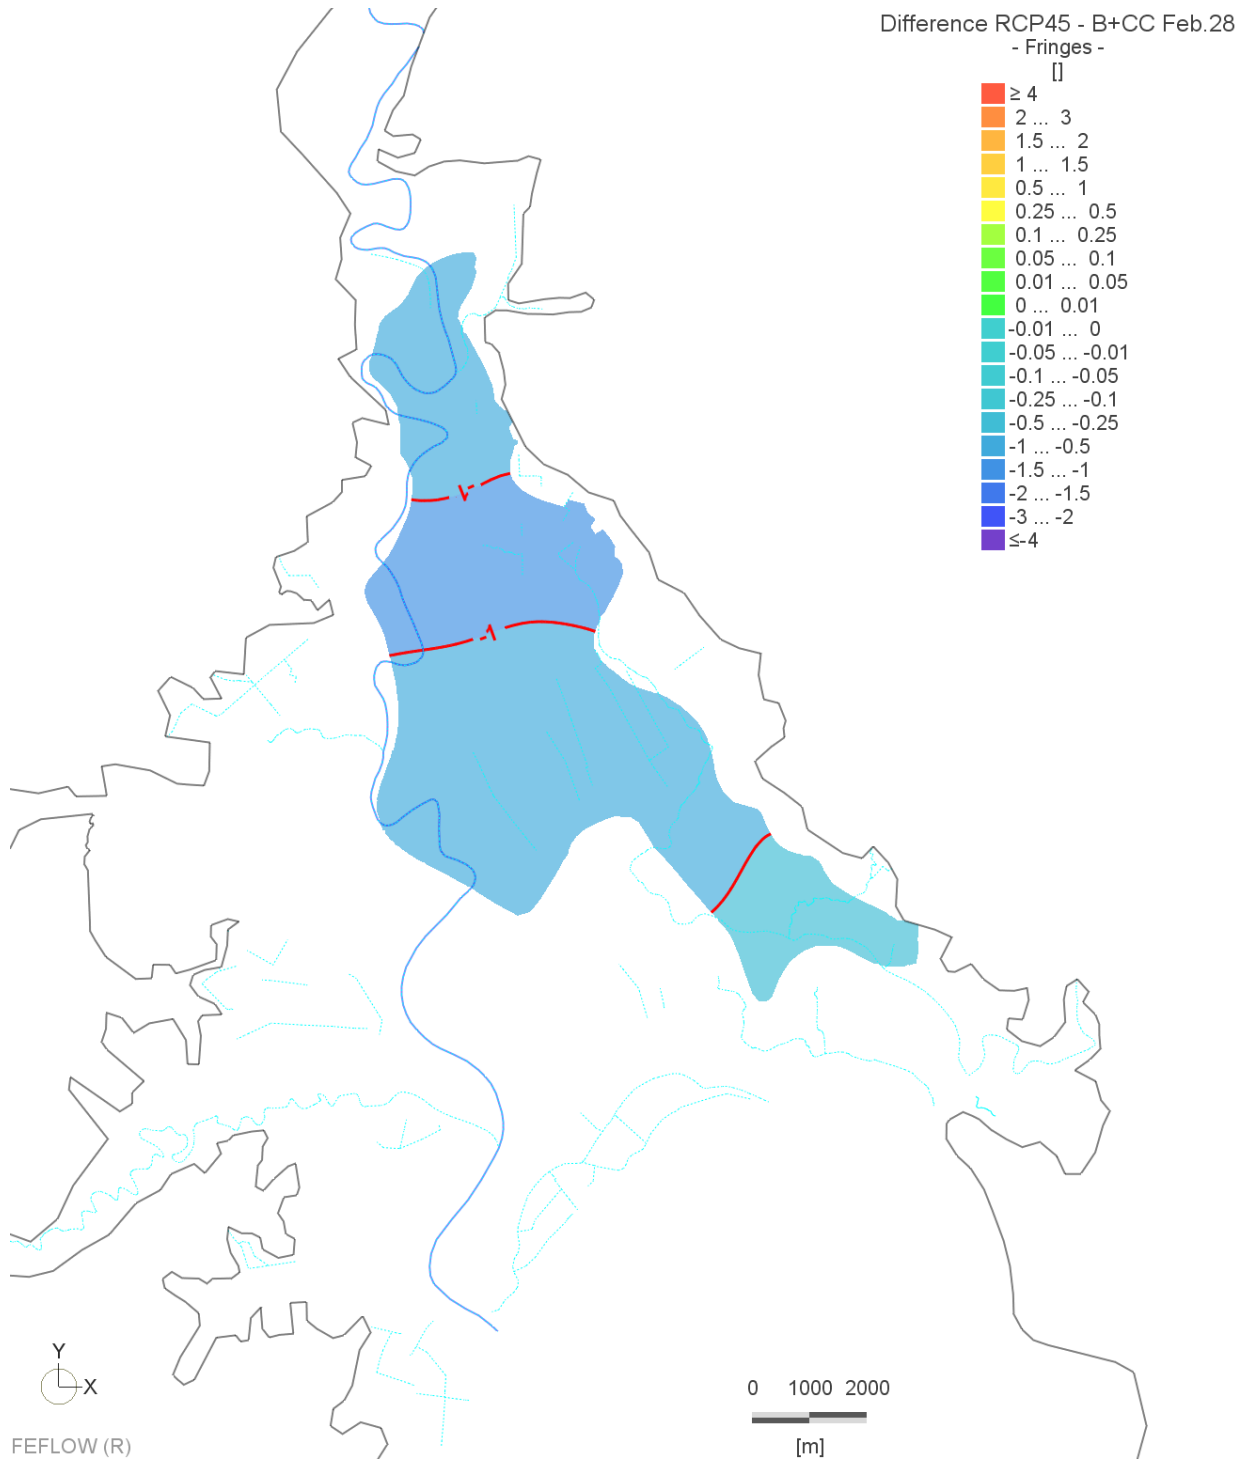 Difference RCP45 - B+CC Feb.28
- Fringes -
[]
≥ 4
2 ... 3
1.5 ... 2
1 ... 1.5
0.5 ... 1
0.25 ... 0.5
0.1 ... 0.25
0.05 ... 0.1
0.01 ... 0.05
0 ... 0.01
-0.01 ... 0
-0.05 ... -0.01
-0.1 ... -0.05
-0.25 ... -0.1
-0.5 ... -0.25
-1 ... -0.5
-1.5 ... -1
-2 ... -1.5
-3 ... -2
≤-4
-1
-1
Y
X
0 1000 2000
[m]
FEFLOW (R)